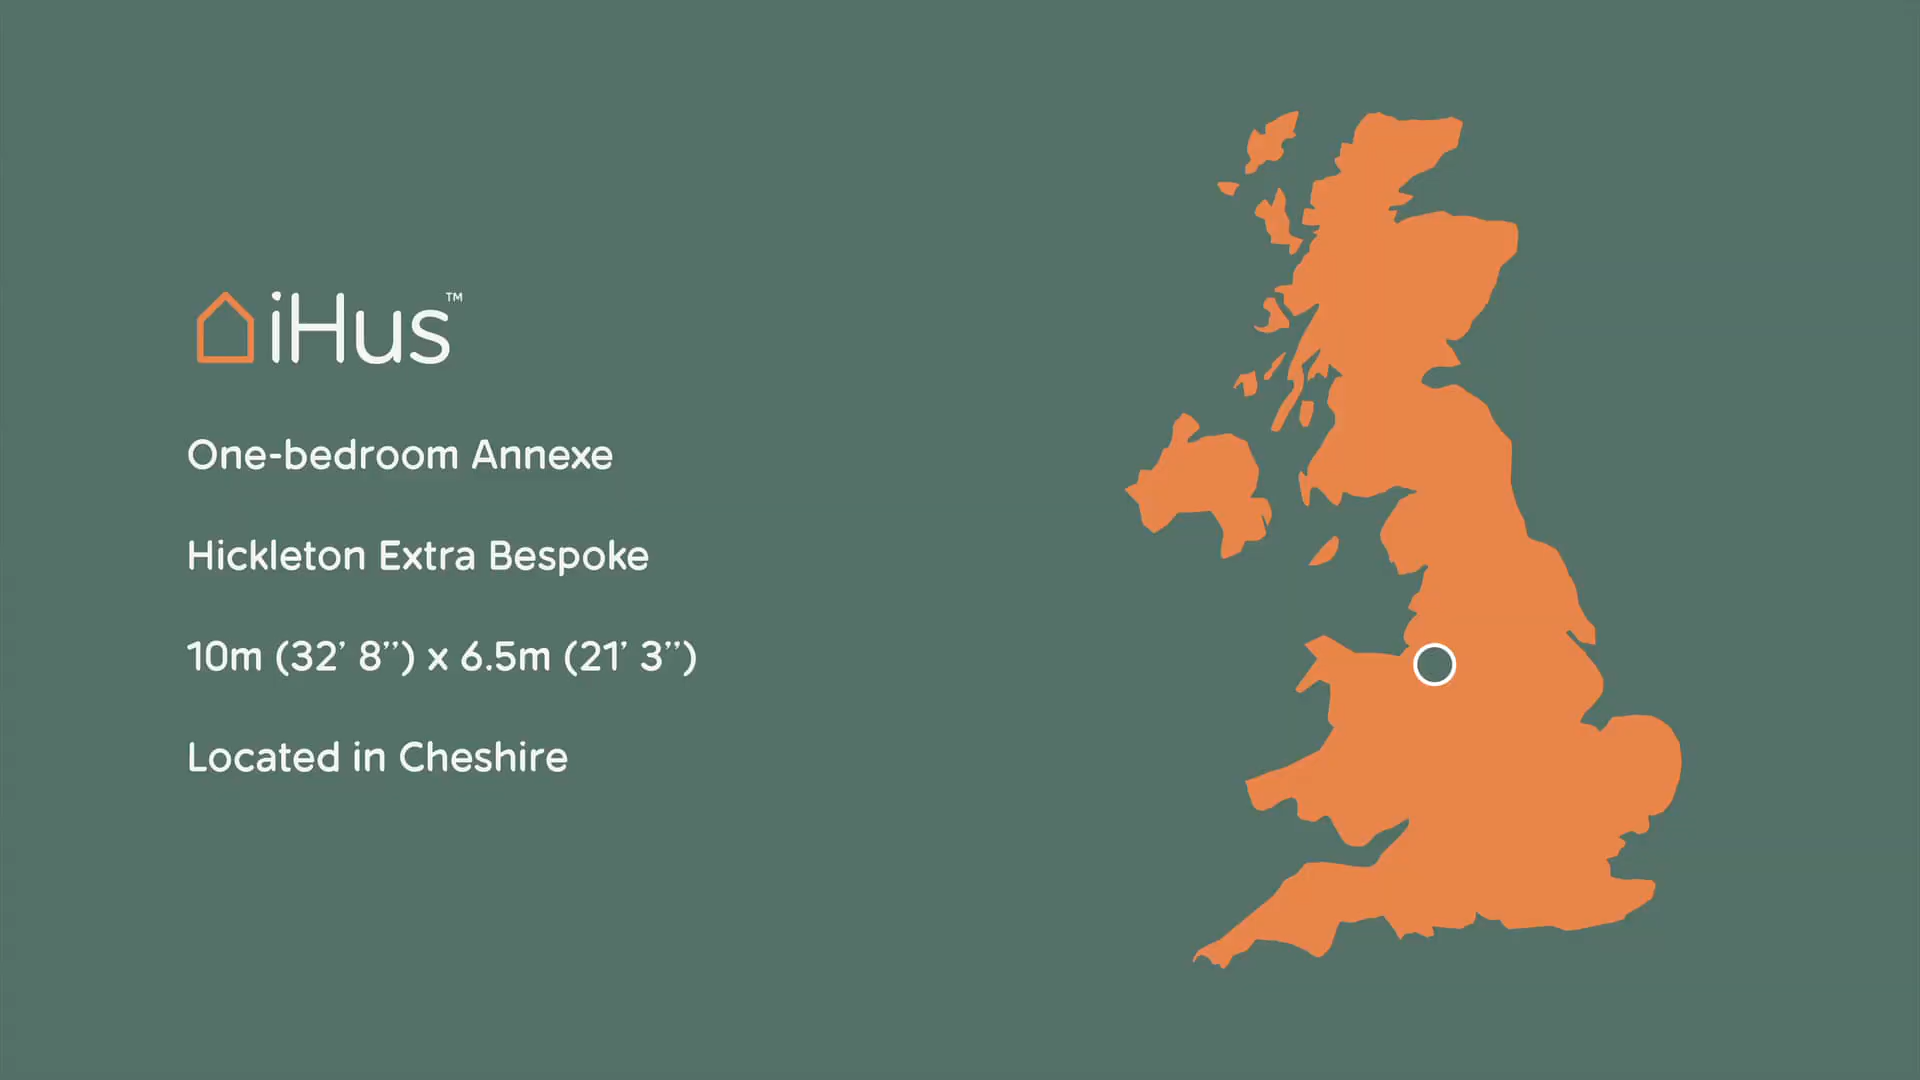 iHus™
One-bedroom Annexe
Hickleton Extra Bespoke
10m (32’ 8’’) x 6.5m (21’ 3’’)
Located in Cheshire